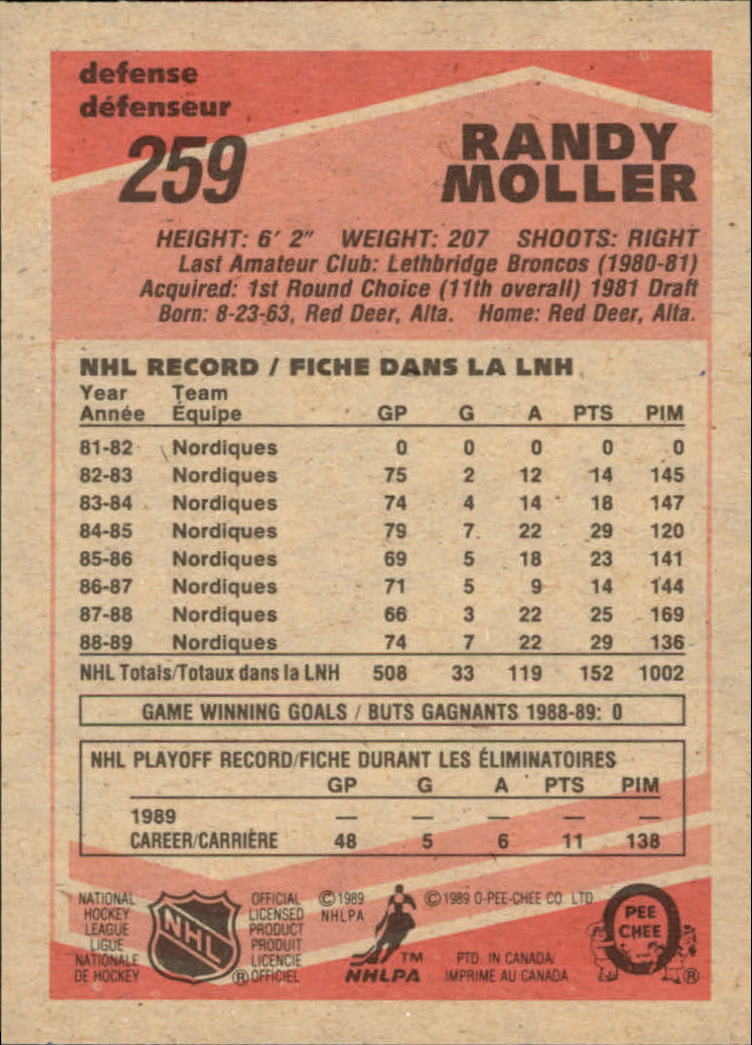 defense
défenseur
259
RANDY
MOLLER
HEIGHT: 6' 2" WEIGHT: 207 SHOOTS: RIGHT
Last Amateur Club: Lethbridge Broncos (1980-81)
Acquired: 1st Round Choice (11th overall) 1981 Draft
Born: 8-23-63, Red Deer, Alta. Home: Red Deer, Alta.
NHL RECORD / FICHE DANS LA LNH
Year Team
Année Équipe GP G A PTS PIM
81-82 Nordiques 0 0 0 0 0
82-83 Nordiques 75 2 12 14 145
83-84 Nordiques 74 4 14 18 147
84-85 Nordiques 79 7 22 29 120
85-86 Nordiques 69 5 18 23 141
86-87 Nordiques 71 5 9 14 144
87-88 Nordiques 66 3 22 25 169
88-89 Nordiques 74 7 22 29 136
NHL Totals/Totaux dans la LNH 508 33 119 152 1002
GAME WINNING GOALS / BUTS GAGNANTS 1988-89: 0
NHL PLAYOFF RECORD/FICHE DURANT LES ÉLIMINATOIRES
GP G A PTS PIM
1989 — — — — —
CAREER/CARRIÈRE 48 5 6 11 138
NATIONAL
HOCKEY
LEAGUE
LIGUE
NATIONALE
DE HOCKEY
NHL
®
OFFICIAL
LICENSED
PRODUCT
PRODUIT
LICENCIE
OFFICIEL
© 1989
NHLPA
TM
NHLPA
© 1989 O-PEE-CHEE CO. LTD.
PTD. IN CANADA/
IMPRIME AU CANADA
PEE
CHEE
®